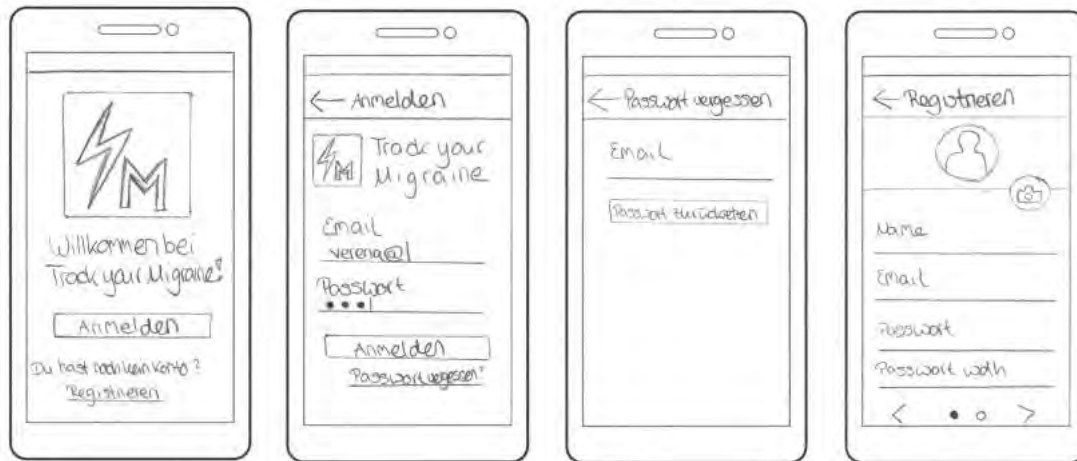 M
Willkommen bei
Track your Migraine!
Anmelden
Du hast noch kein Konto?
Registrieren
← Anmelden
M
Track your
Migraine
Email
verena@
Passwort
•••
Anmelden
Passwort vergessen?
← Passwort vergessen
Email
Passwort zurücksetzen
← Registrieren
Name
Email
Passwort
Passwort wdh
< >